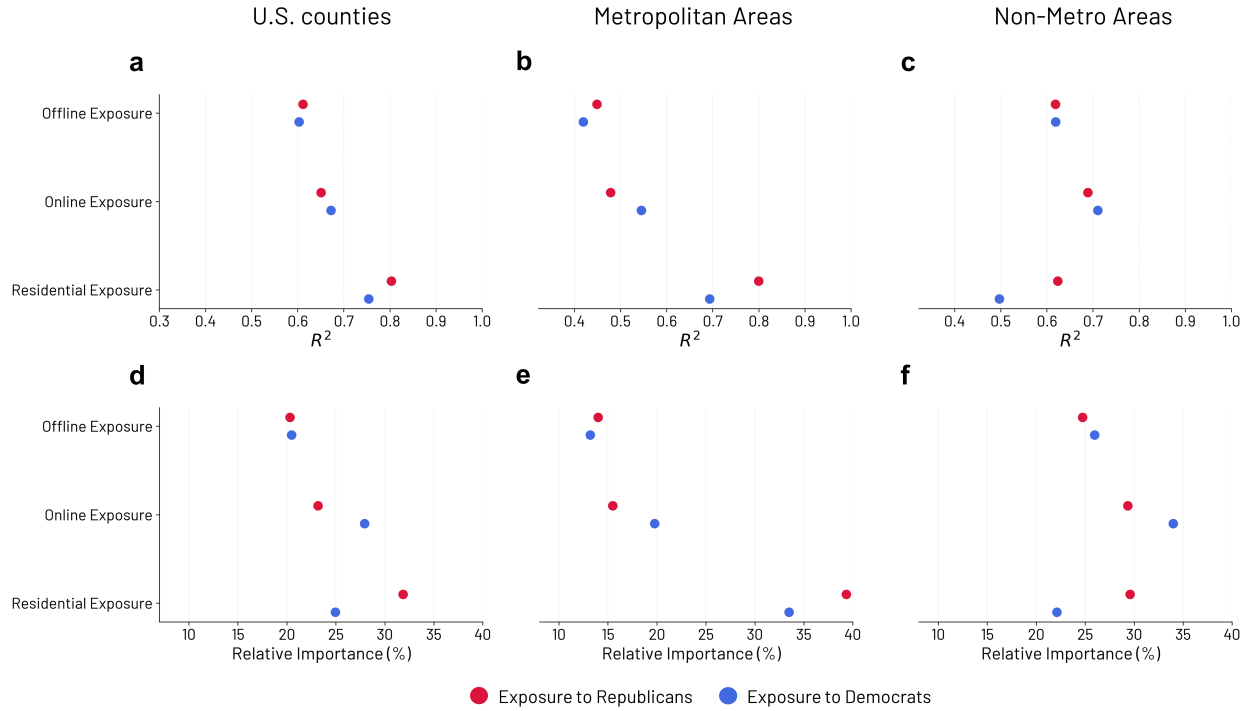 U.S. counties Metropolitan Areas Non-Metro Areas
a b c
Offline Exposure
Online Exposure
Residential Exposure
0.3 0.4 0.5 0.6 0.7 0.8 0.9 1.0 0.4 0.5 0.6 0.7 0.8 0.9 1.0 0.4 0.5 0.6 0.7 0.8 0.9 1.0
R² R² R²
d e f
Offline Exposure
Online Exposure
Residential Exposure
10 15 20 25 30 35 40 10 15 20 25 30 35 40 10 15 20 25 30 35 40
Relative Importance (%) Relative Importance (%) Relative Importance (%)
Exposure to Republicans Exposure to Democrats